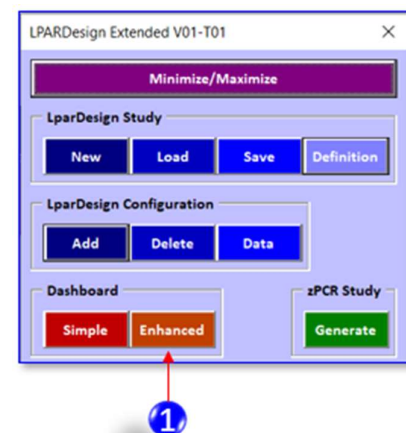 LPARDesign Extended V01-T01
Minimize/Maximize
LparDesign Study
New Load Save Definition
LparDesign Configuration
Add Delete Data
Dashboard zPCR Study
Simple Enhanced Generate
1